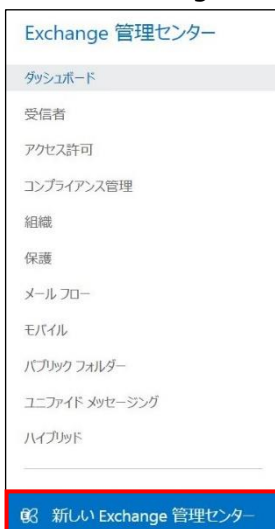 Exchange 管理センター
ダッシュボード
受信者
アクセス許可
コンプライアンス管理
組織
保護
メール フロー
モバイル
パブリック フォルダー
ユニファイド メッセージング
ハイブリッド
新しい Exchange 管理センター